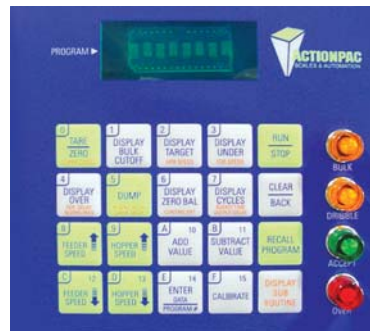 PROGRAM ▶
ACTIONPAC
SCALES & AUTOMATION
0
TARE
ZERO
1
DISPLAY
BULK
CUTOFF
2
DISPLAY
TARGET
3
DISPLAY
UNDER
RUN
STOP
BULK
4
DISPLAY
OVER
5
DUMP
6
DISPLAY
ZERO BAL
7
DISPLAY
CYCLES
CLEAR
BACK
DRIBBLE
8
FEEDER
SPEED
9
HOPPER
SPEED
A 10
ADD
VALUE
B 11
SUBTRACT
VALUE
RECALL
PROGRAM
ACCEPT
C 12
FEEDER
SPEED
D 13
HOPPER
SPEED
E 14
ENTER
DATA
PROGRAM #
F 15
CALIBRATE
DISPLAY
SUB
ROUTINE
OVER